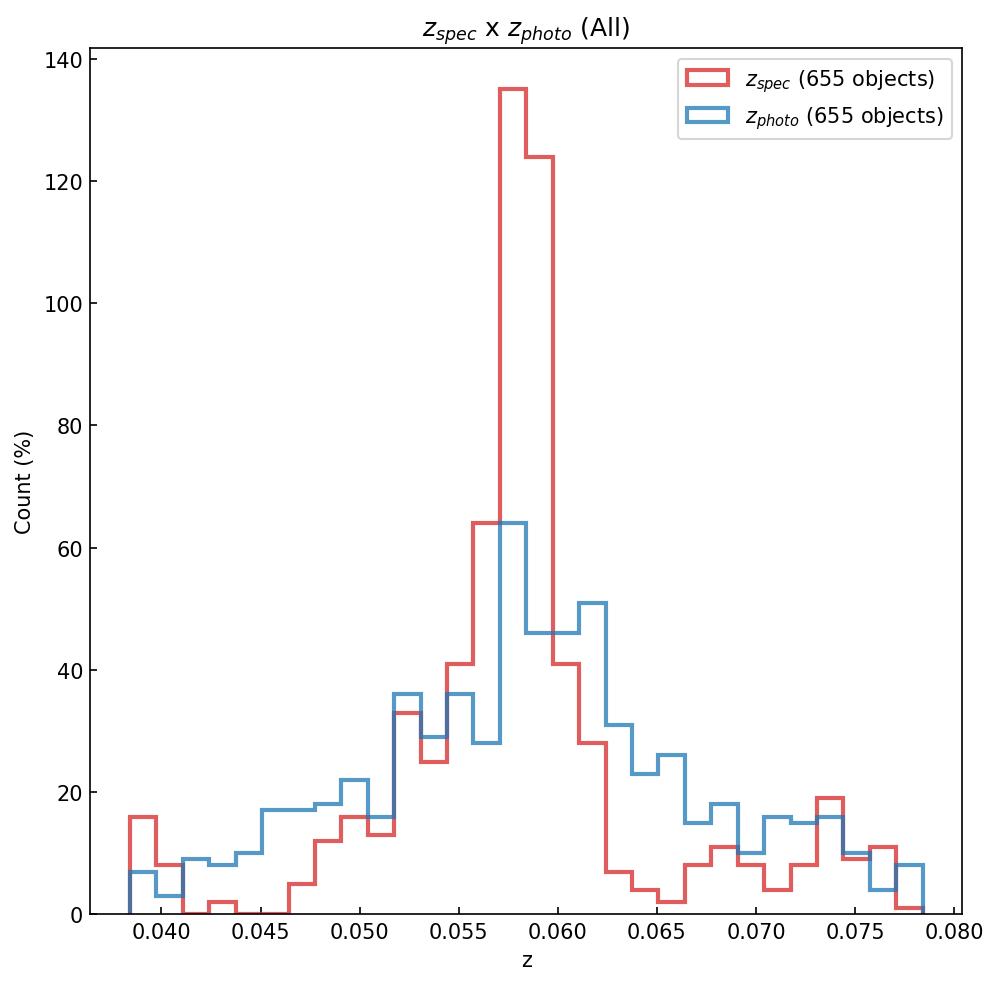 z_spec x z_photo (All)
z_spec (655 objects)
z_photo (655 objects)
Count (%)
140
120
100
80
60
40
20
0
0.040 0.045 0.050 0.055 0.060 0.065 0.070 0.075 0.080
z